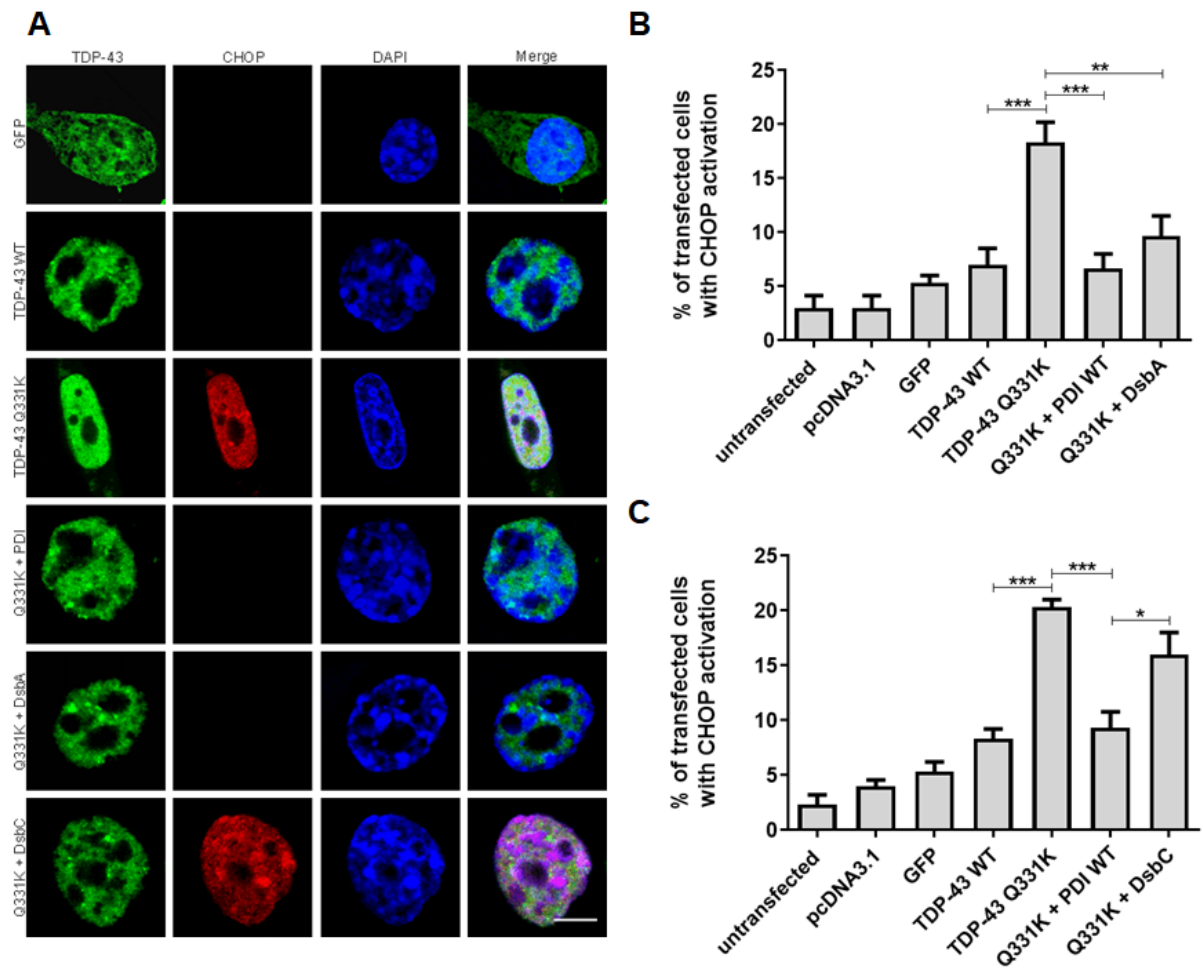 A
TDP-43 CHOP DAPI Merge
GFP
TDP-43 WT
TDP-43 Q331K
Q331K + PDI
Q331K + DsbA
Q331K + DsbC
B
% of transfected cells
with CHOP activation
25
20
15
10
5
0
**
*** ***
untransfected
pcDNA3.1
GFP
TDP-43 WT
TDP-43 Q331K
Q331K + PDI WT
Q331K + DsbA
C
% of transfected cells
with CHOP activation
25
20
15
10
5
0
*** ***
*
untransfected
pcDNA3.1
GFP
TDP-43 WT
TDP-43 Q331K
Q331K + PDI WT
Q331K + DsbC